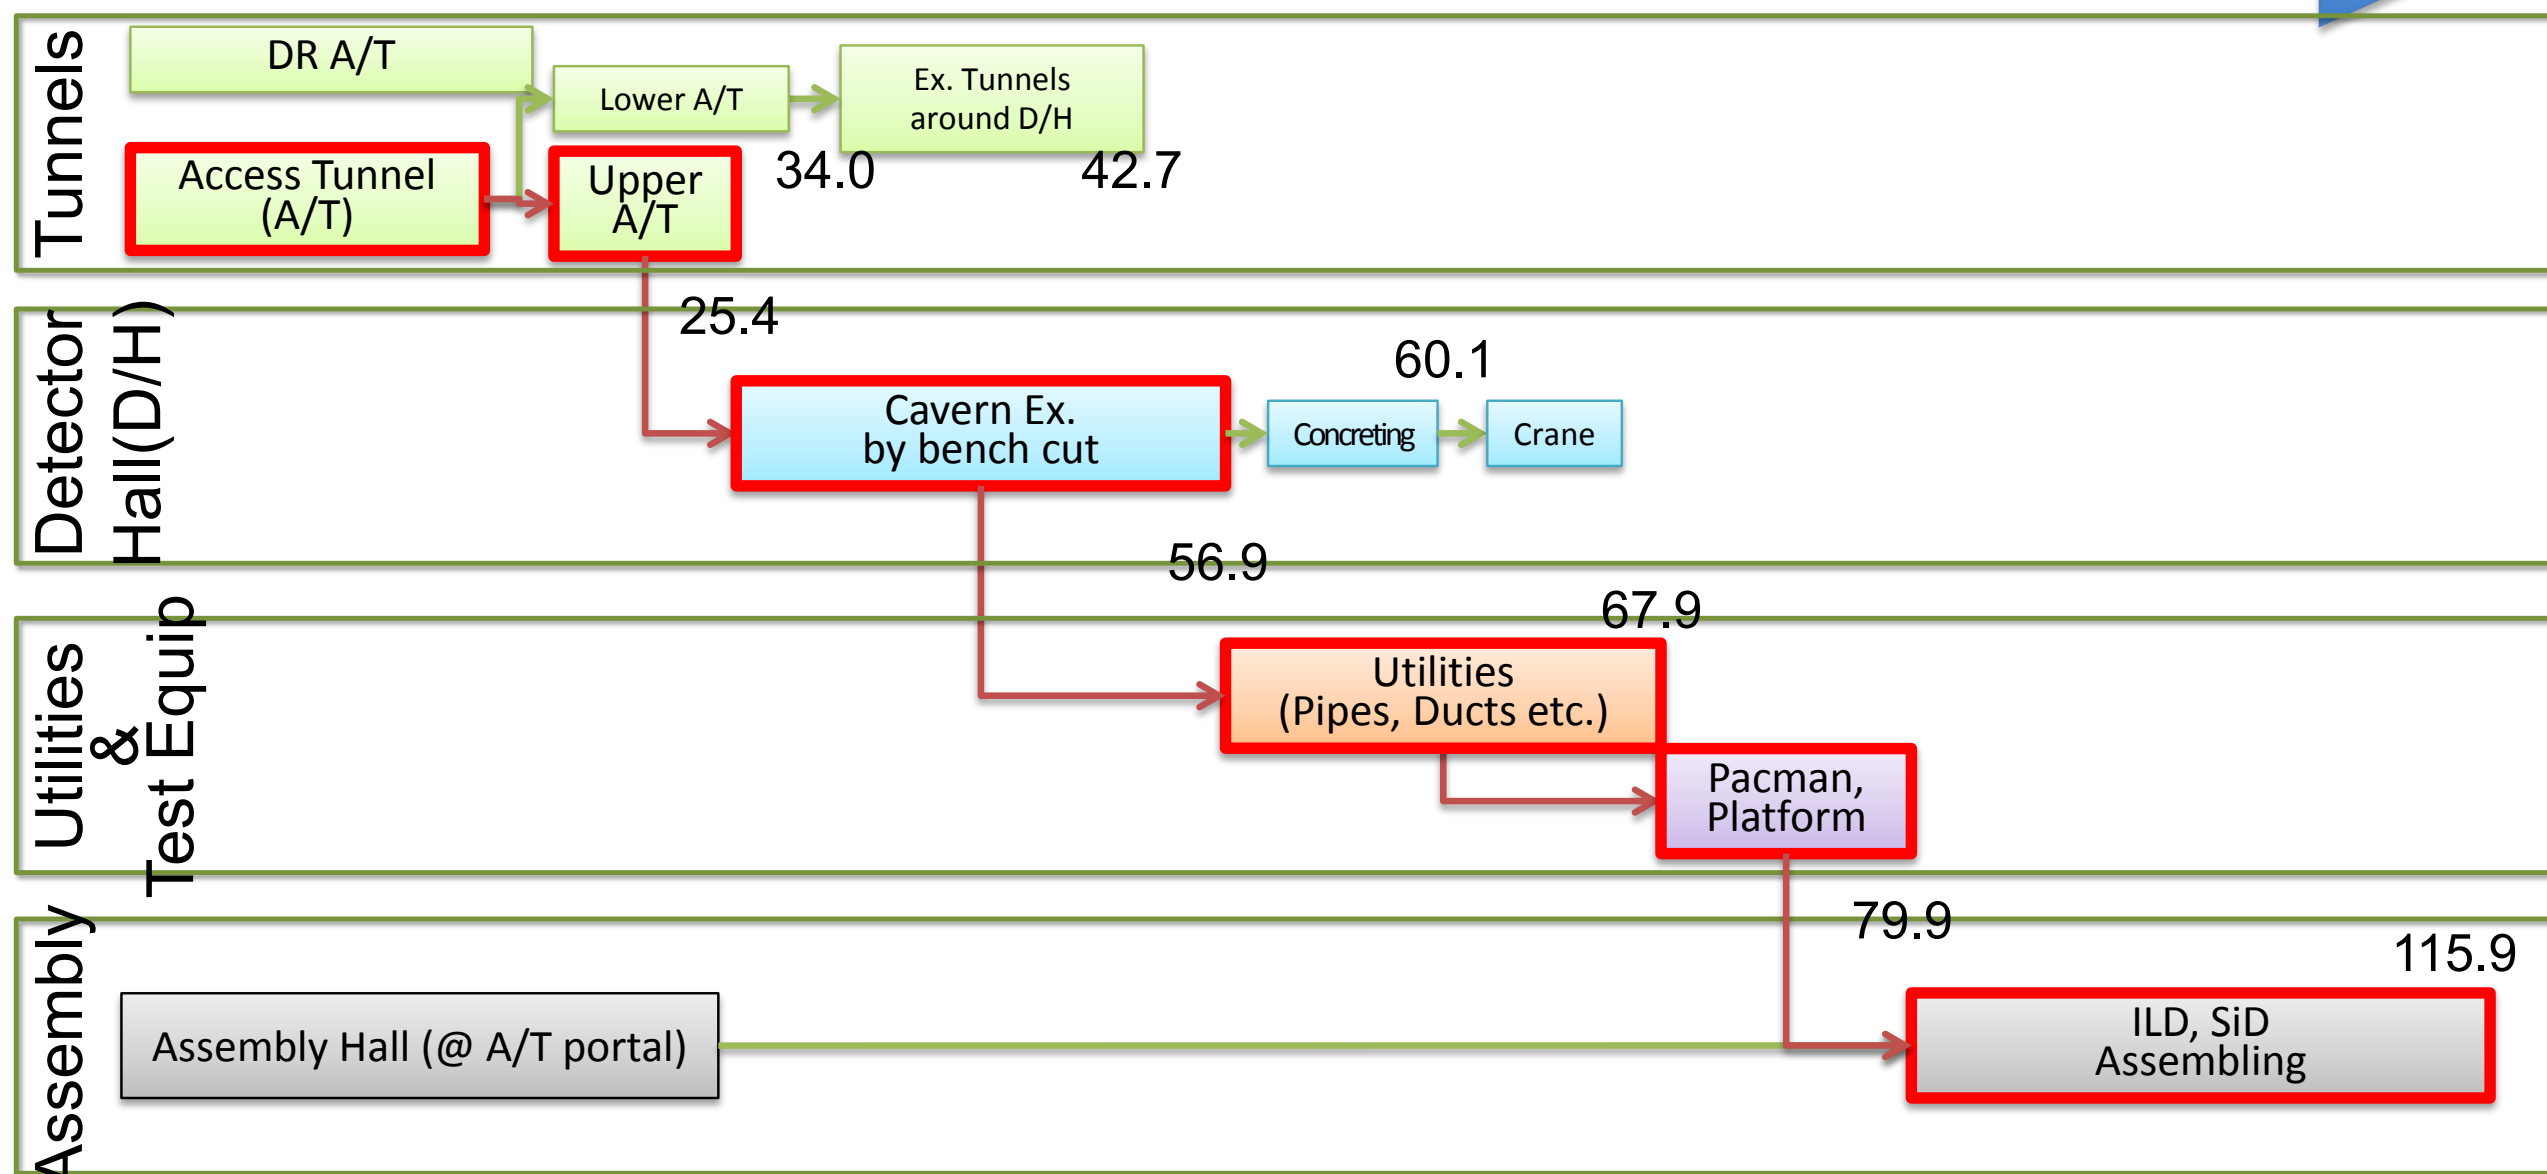 Tunnels
DR A/T
Lower A/T
Ex. Tunnels
around D/H
Access Tunnel
(A/T)
Upper
A/T
34.0
42.7
Detector
Hall(D/H)
25.4
60.1
Cavern Ex.
by bench cut
Concreting
Crane
56.9
Utilities
&
Test Equip
67.9
Utilities
(Pipes, Ducts etc.)
Pacman,
Platform
Assembly
79.9
115.9
Assembly Hall (@ A/T portal)
ILD, SiD
Assembling